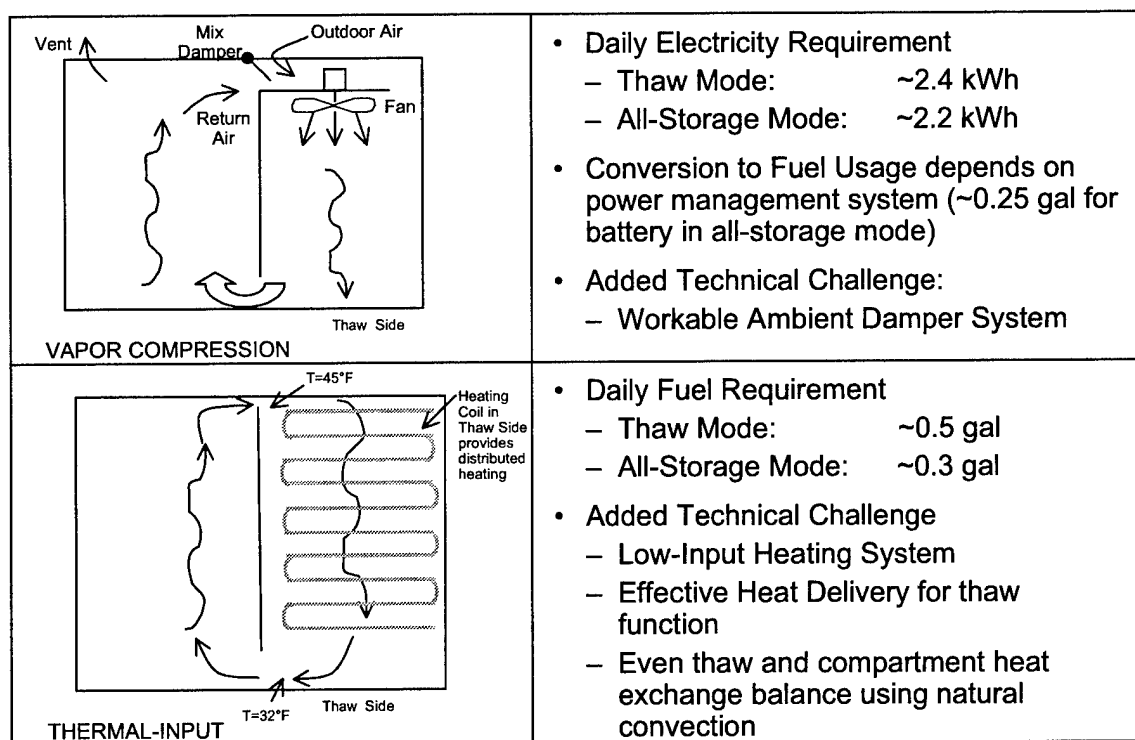 Vent
Mix
Damper
Outdoor Air
Fan
Return
Air
Thaw Side
VAPOR COMPRESSION
• Daily Electricity Requirement
– Thaw Mode: ~2.4 kWh
– All-Storage Mode: ~2.2 kWh
• Conversion to Fuel Usage depends on
power management system (~0.25 gal for
battery in all-storage mode)
• Added Technical Challenge:
– Workable Ambient Damper System
T=45°F
Heating
Coil in
Thaw Side
provides
distributed
heating
T=32°F
Thaw Side
THERMAL-INPUT
• Daily Fuel Requirement
– Thaw Mode: ~0.5 gal
– All-Storage Mode: ~0.3 gal
• Added Technical Challenge
– Low-Input Heating System
– Effective Heat Delivery for thaw
function
– Even thaw and compartment heat
exchange balance using natural
convection